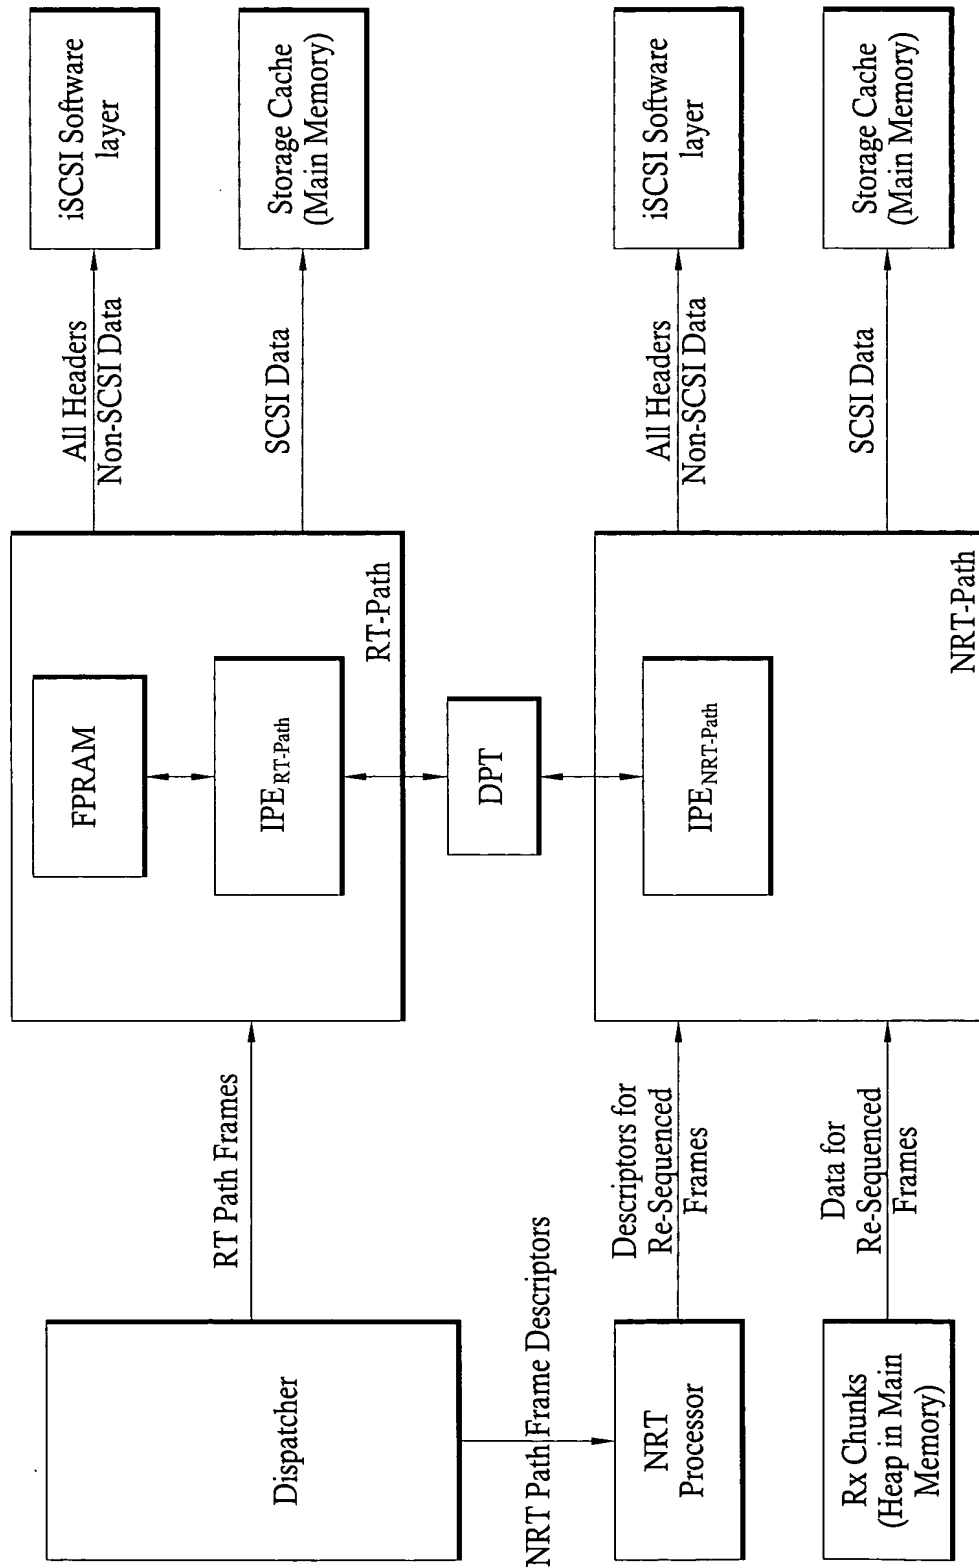 Dispatcher
RT Path Frames
NRT Path Frame Descriptors
FPRAM
IPE RT-Path
RT-Path
All Headers
Non-SCSI Data
iSCSI Software
layer
SCSI Data
Storage Cache
(Main Memory)
DPT
NRT
Processor
Descriptors for
Re-Sequenced
Frames
Rx Chunks
(Heap in Main
Memory)
Data for
Re-Sequenced
Frames
IPE NRT-Path
NRT-Path
All Headers
Non-SCSI Data
iSCSI Software
layer
SCSI Data
Storage Cache
(Main Memory)